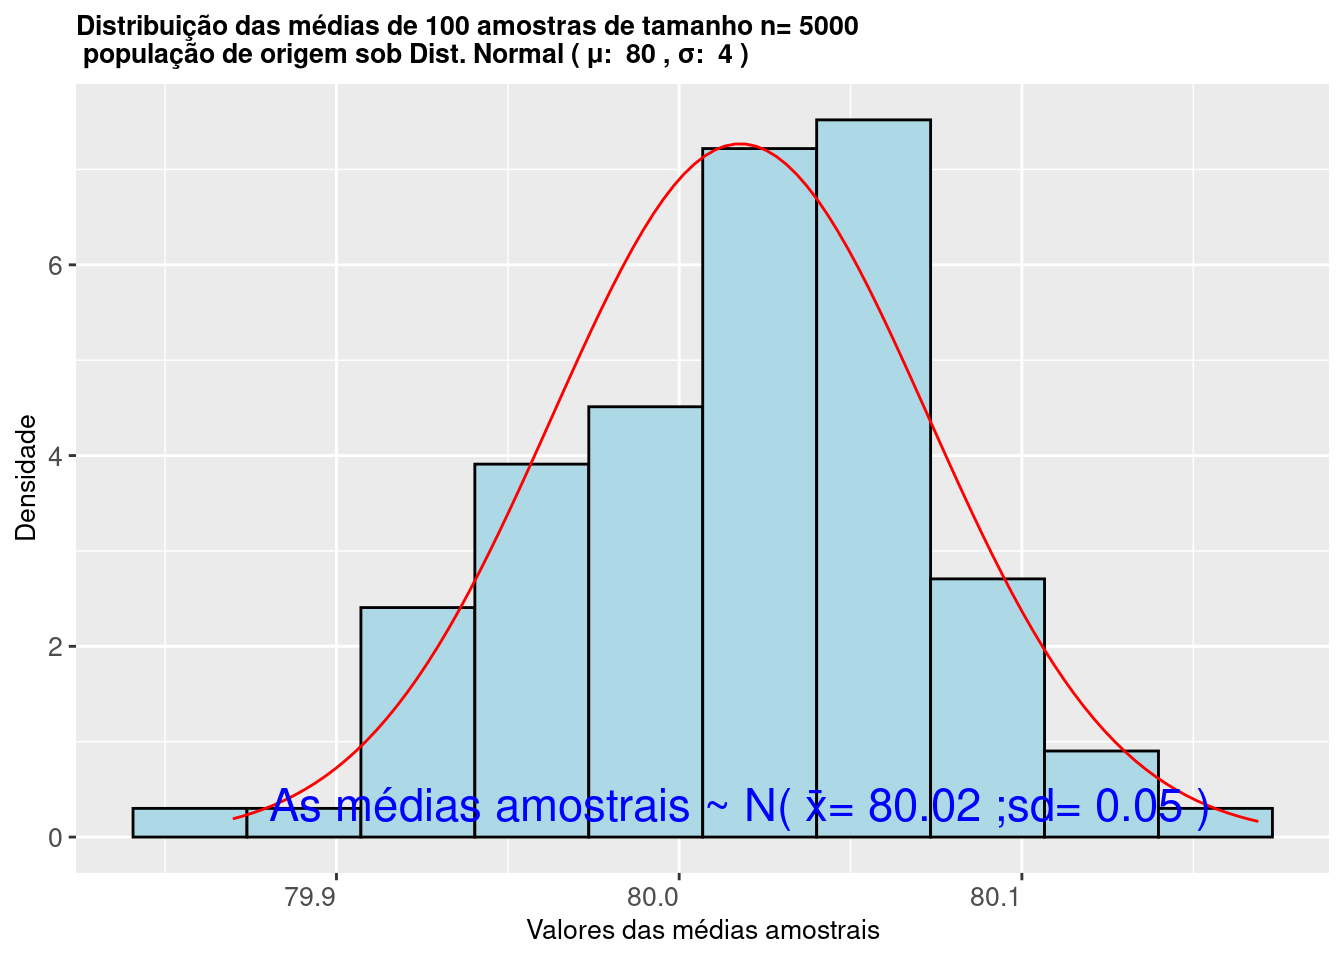 Distribuição das médias de 100 amostras de tamanho n= 5000
população de origem sob Dist. Normal ( μ:  80 , σ:  4 )
Densidade
6
4
2
0
As médias amostrais ~ N( x̄= 80.02 ;sd= 0.05 )
79.9
80.0
80.1
Valores das médias amostrais